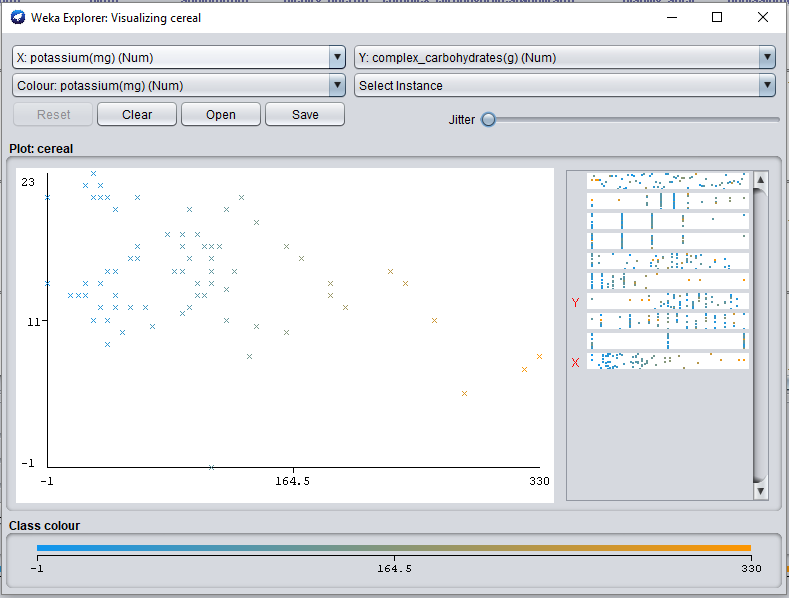 Weka Explorer: Visualizing cereal
X: potassium(mg) (Num)
Y: complex_carbohydrates(g) (Num)
Colour: potassium(mg) (Num)
Select Instance
Reset
Clear
Open
Save
Jitter
Plot: cereal
23
11
-1
-1
164.5
330
Y
X
Class colour
-1
164.5
330